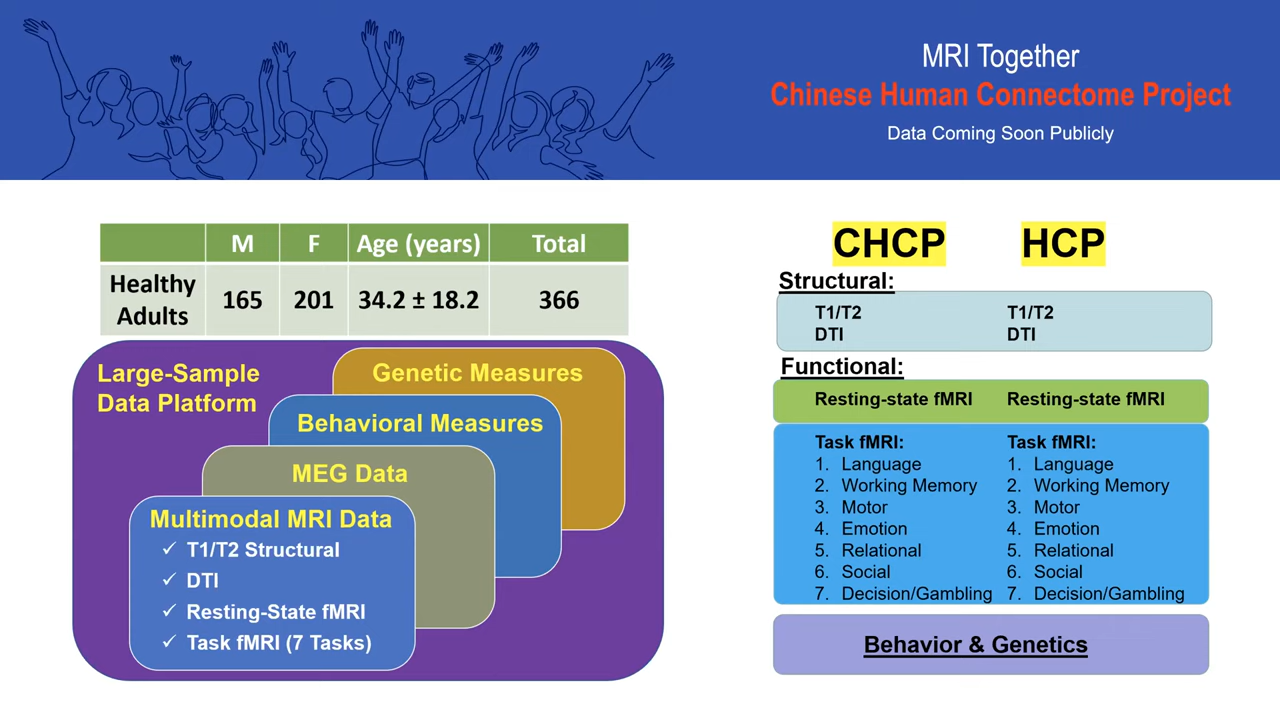 MRI Together
Chinese Human Connectome Project
Data Coming Soon Publicly
M F Age (years) Total
Healthy Adults 165 201 34.2 ± 18.2 366
Large-Sample
Data Platform
Genetic Measures
Behavioral Measures
MEG Data
Multimodal MRI Data
✓ T1/T2 Structural
✓ DTI
✓ Resting-State fMRI
✓ Task fMRI (7 Tasks)
CHCP HCP
Structural:
T1/T2 T1/T2
DTI DTI
Functional:
Resting-state fMRI Resting-state fMRI
Task fMRI: Task fMRI:
1. Language 1. Language
2. Working Memory 2. Working Memory
3. Motor 3. Motor
4. Emotion 4. Emotion
5. Relational 5. Relational
6. Social 6. Social
7. Decision/Gambling 7. Decision/Gambling
Behavior & Genetics